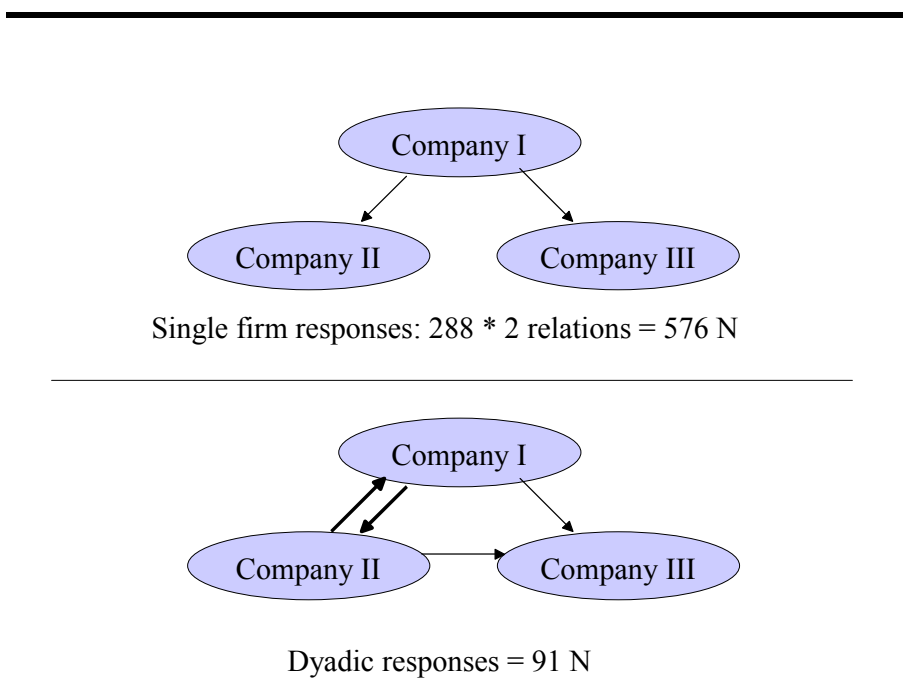 Company I
Company II
Company III
Single firm responses: 288 * 2 relations = 576 N
Company I
Company II
Company III
Dyadic responses = 91 N